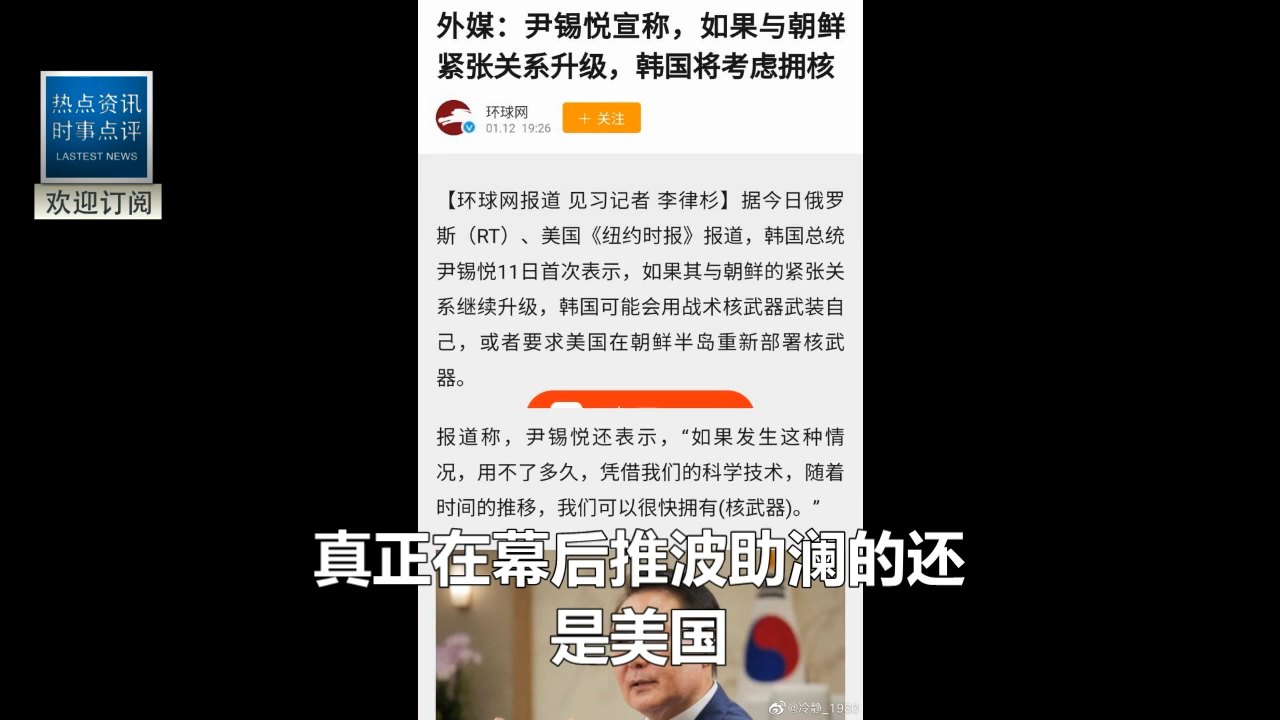 外媒：尹锡悦宣称，如果与朝鲜
紧张关系升级，韩国将考虑拥核
热点资讯
时事点评
LASTEST NEWS
欢迎订阅
环球网
01.12 19:26
＋ 关注
【环球网报道 见习记者 李律杉】据今日俄罗
斯（RT）、美国《纽约时报》报道，韩国总统
尹锡悦11日首次表示，如果其与朝鲜的紧张关
系继续升级，韩国可能会用战术核武器武装自
己，或者要求美国在朝鲜半岛重新部署核武
器。
报道称，尹锡悦还表示，“如果发生这种情
况，用不了多久，凭借我们的科学技术，随着
时间的推移，我们可以很快拥有(核武器)。”
真正在幕后推波助澜的还
是美国
@冷静_1980